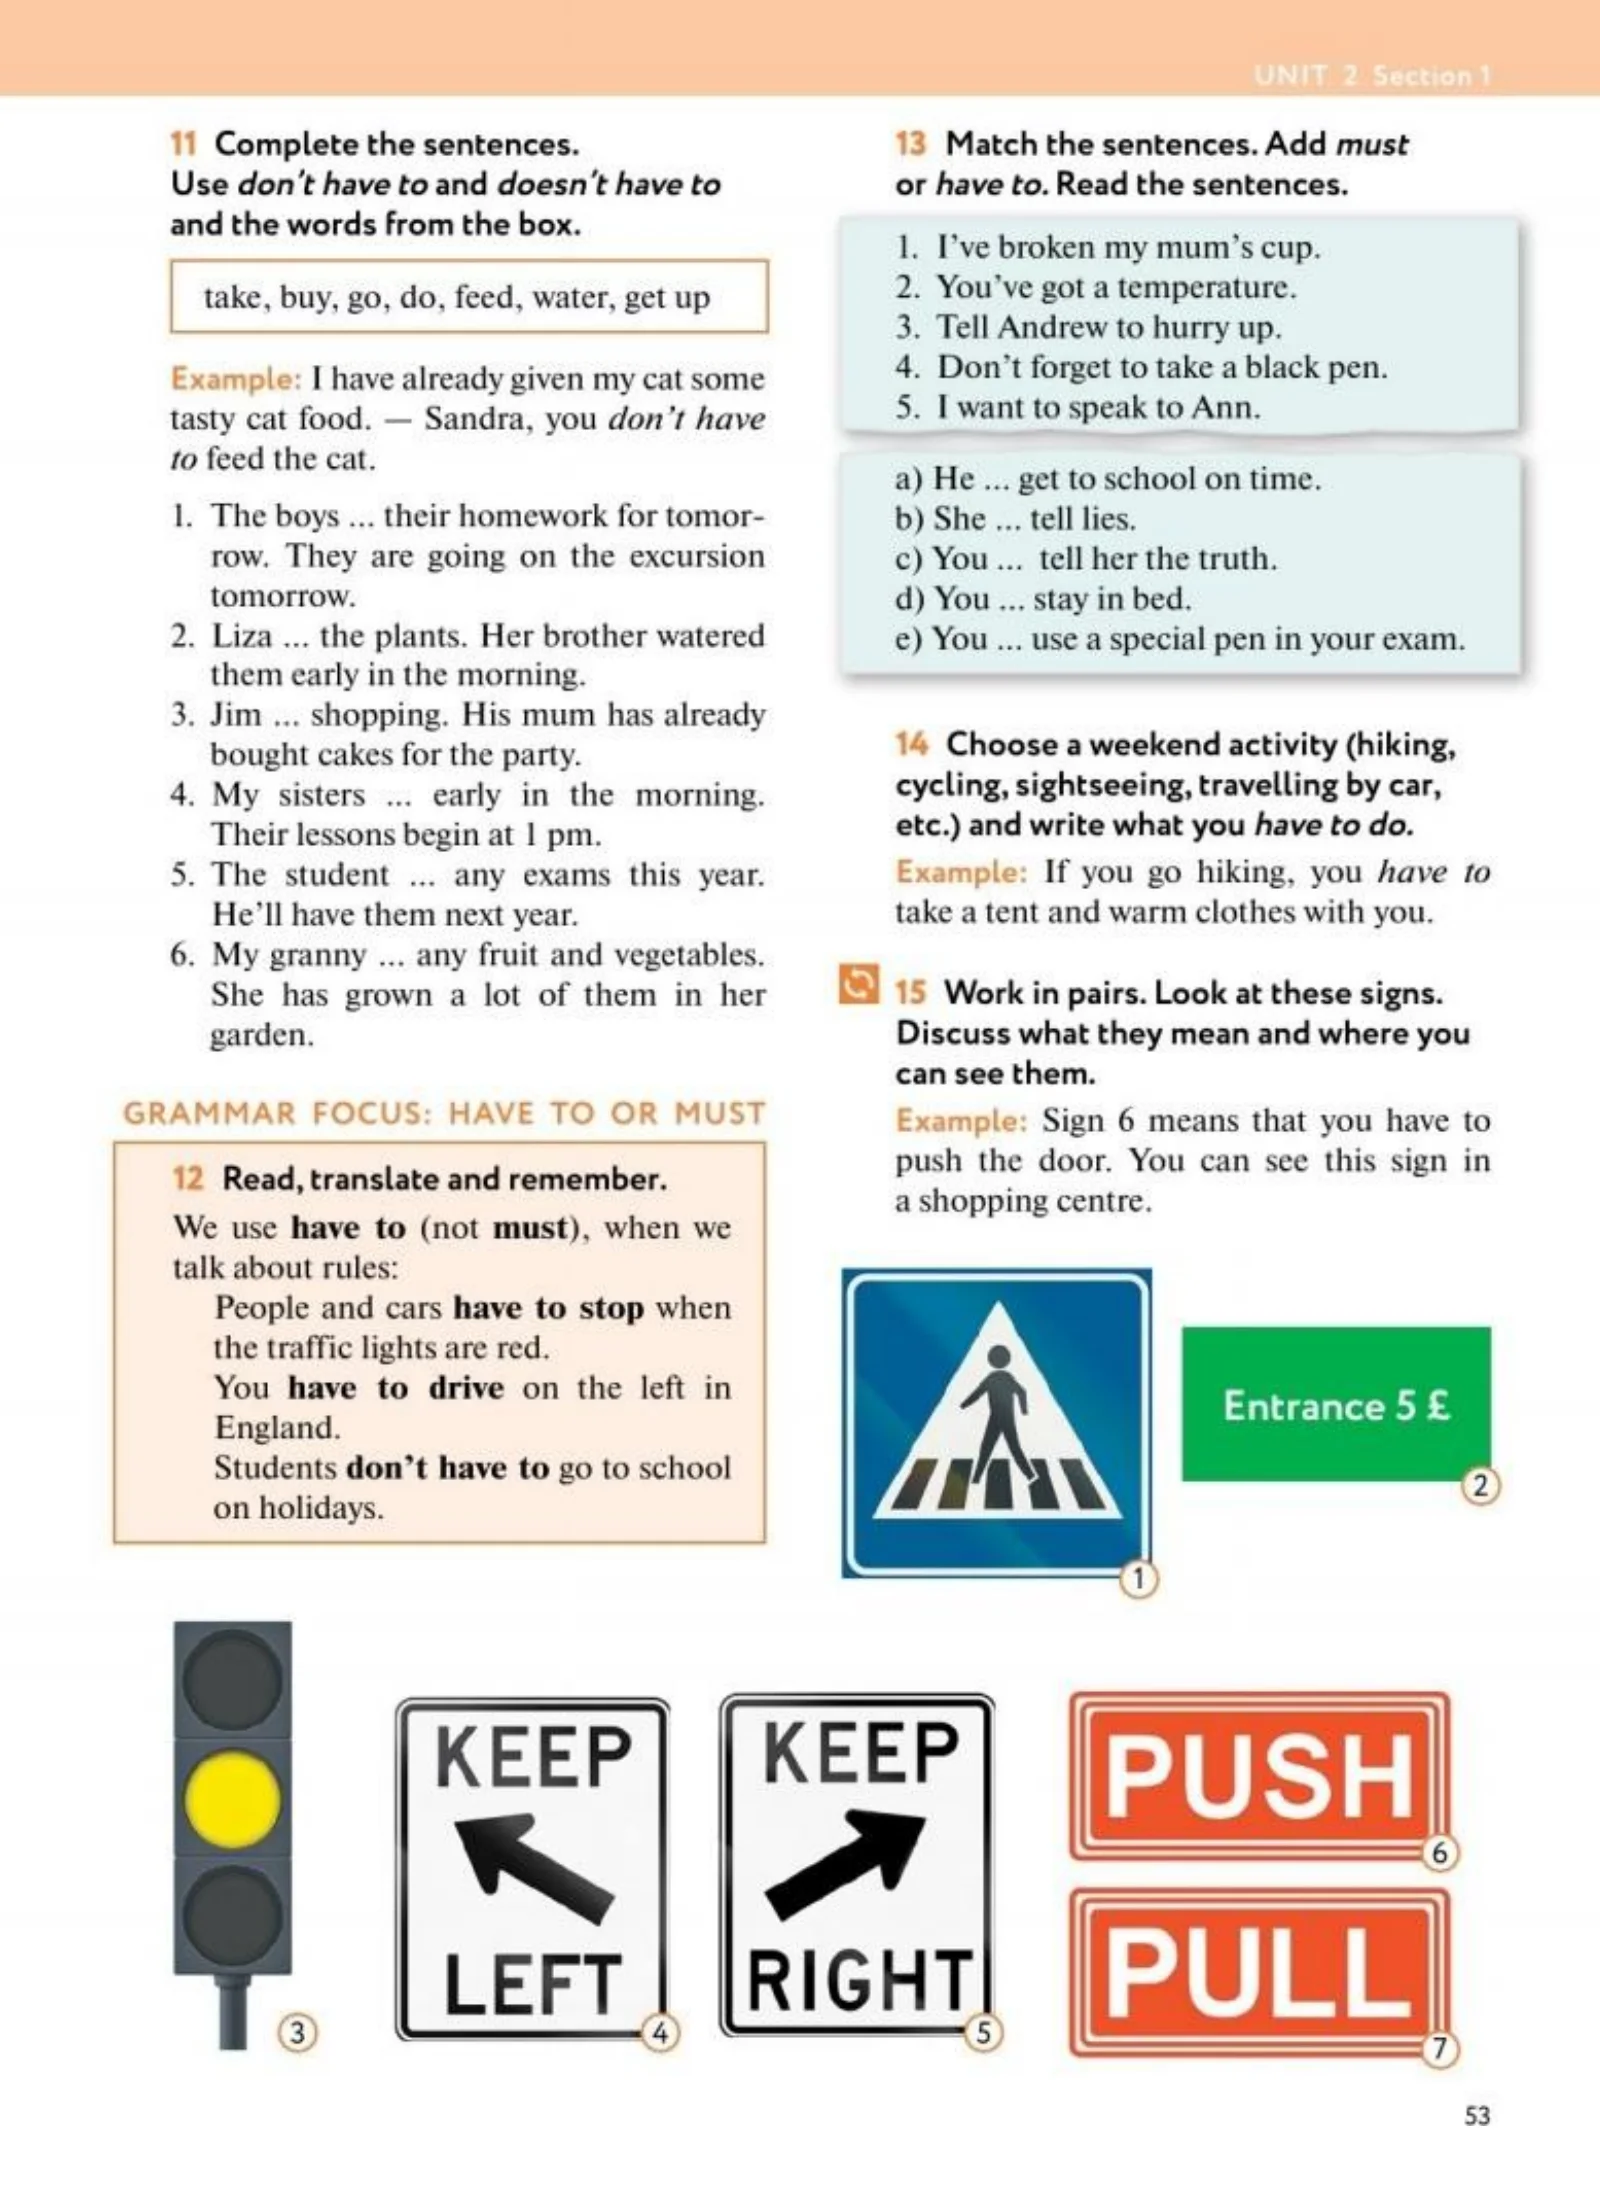 UNIT 2 Section 1
11 Complete the sentences.
Use don't have to and doesn't have to
and the words from the box.
take, buy, go, do, feed, water, get up
Example: I have already given my cat some
tasty cat food. — Sandra, you don't have
to feed the cat.
1. The boys ... their homework for tomor-
row. They are going on the excursion
tomorrow.
2. Liza ... the plants. Her brother watered
them early in the morning.
3. Jim ... shopping. His mum has already
bought cakes for the party.
4. My sisters ... early in the morning.
Their lessons begin at 1 pm.
5. The student ... any exams this year.
He'll have them next year.
6. My granny ... any fruit and vegetables.
She has grown a lot of them in her
garden.
GRAMMAR FOCUS: HAVE TO OR MUST
12 Read, translate and remember.
We use have to (not must), when we
talk about rules:
People and cars have to stop when
the traffic lights are red.
You have to drive on the left in
England.
Students don't have to go to school
on holidays.
13 Match the sentences. Add must
or have to. Read the sentences.
1. I've broken my mum's cup.
2. You've got a temperature.
3. Tell Andrew to hurry up.
4. Don't forget to take a black pen.
5. I want to speak to Ann.
a) He ... get to school on time.
b) She ... tell lies.
c) You ... tell her the truth.
d) You ... stay in bed.
e) You ... use a special pen in your exam.
14 Choose a weekend activity (hiking,
cycling, sightseeing, travelling by car,
etc.) and write what you have to do.
Example: If you go hiking, you have to
take a tent and warm clothes with you.
15 Work in pairs. Look at these signs.
Discuss what they mean and where you
can see them.
Example: Sign 6 means that you have to
push the door. You can see this sign in
a shopping centre.
1
Entrance 5 £
2
3
KEEP
LEFT
4
KEEP
RIGHT
5
PUSH
6
PULL
7
53